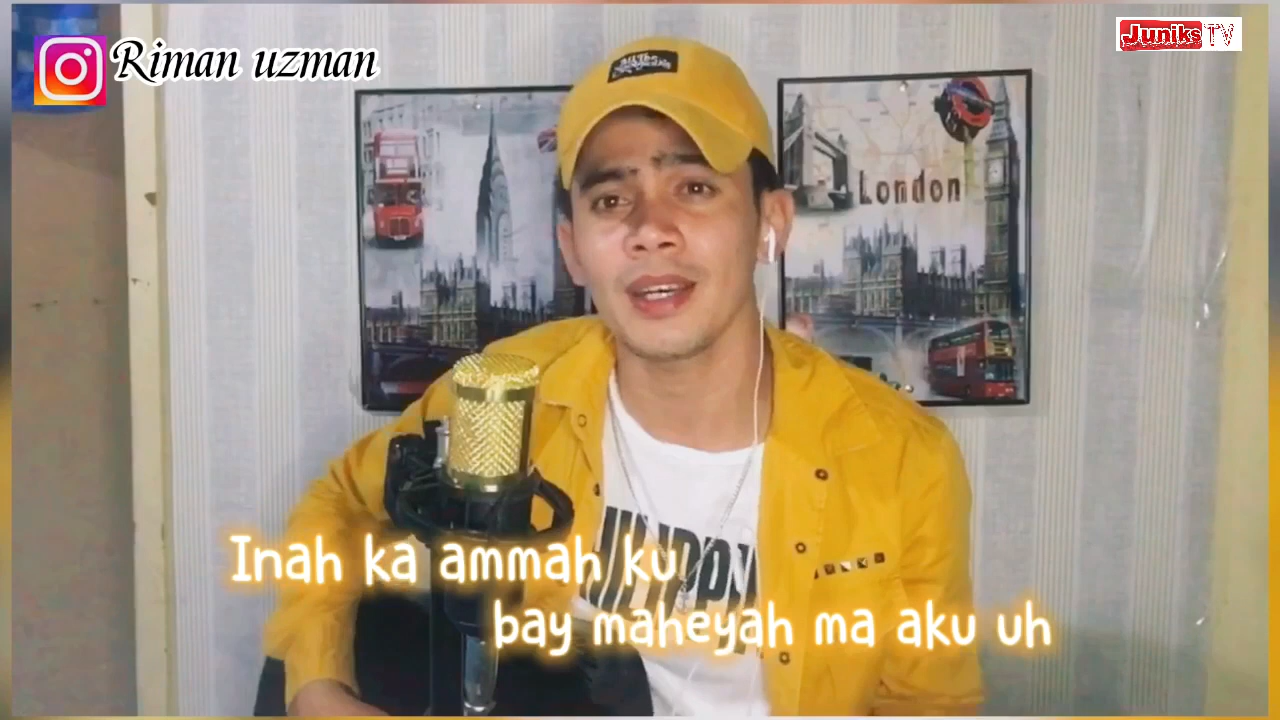 Riman uzman
Juniks TV
London
Inah ka ammah ku
bay maheyah ma aku uh